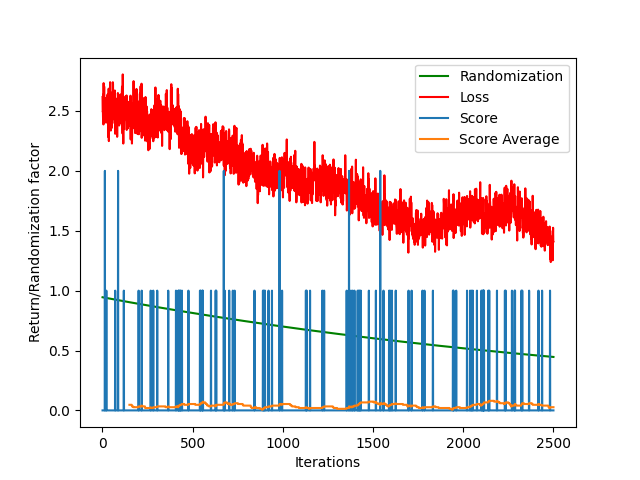 Randomization
Loss
Score
Score Average
Return/Randomization factor
2.5
2.0
1.5
1.0
0.5
0.0
0 500 1000 1500 2000 2500
Iterations